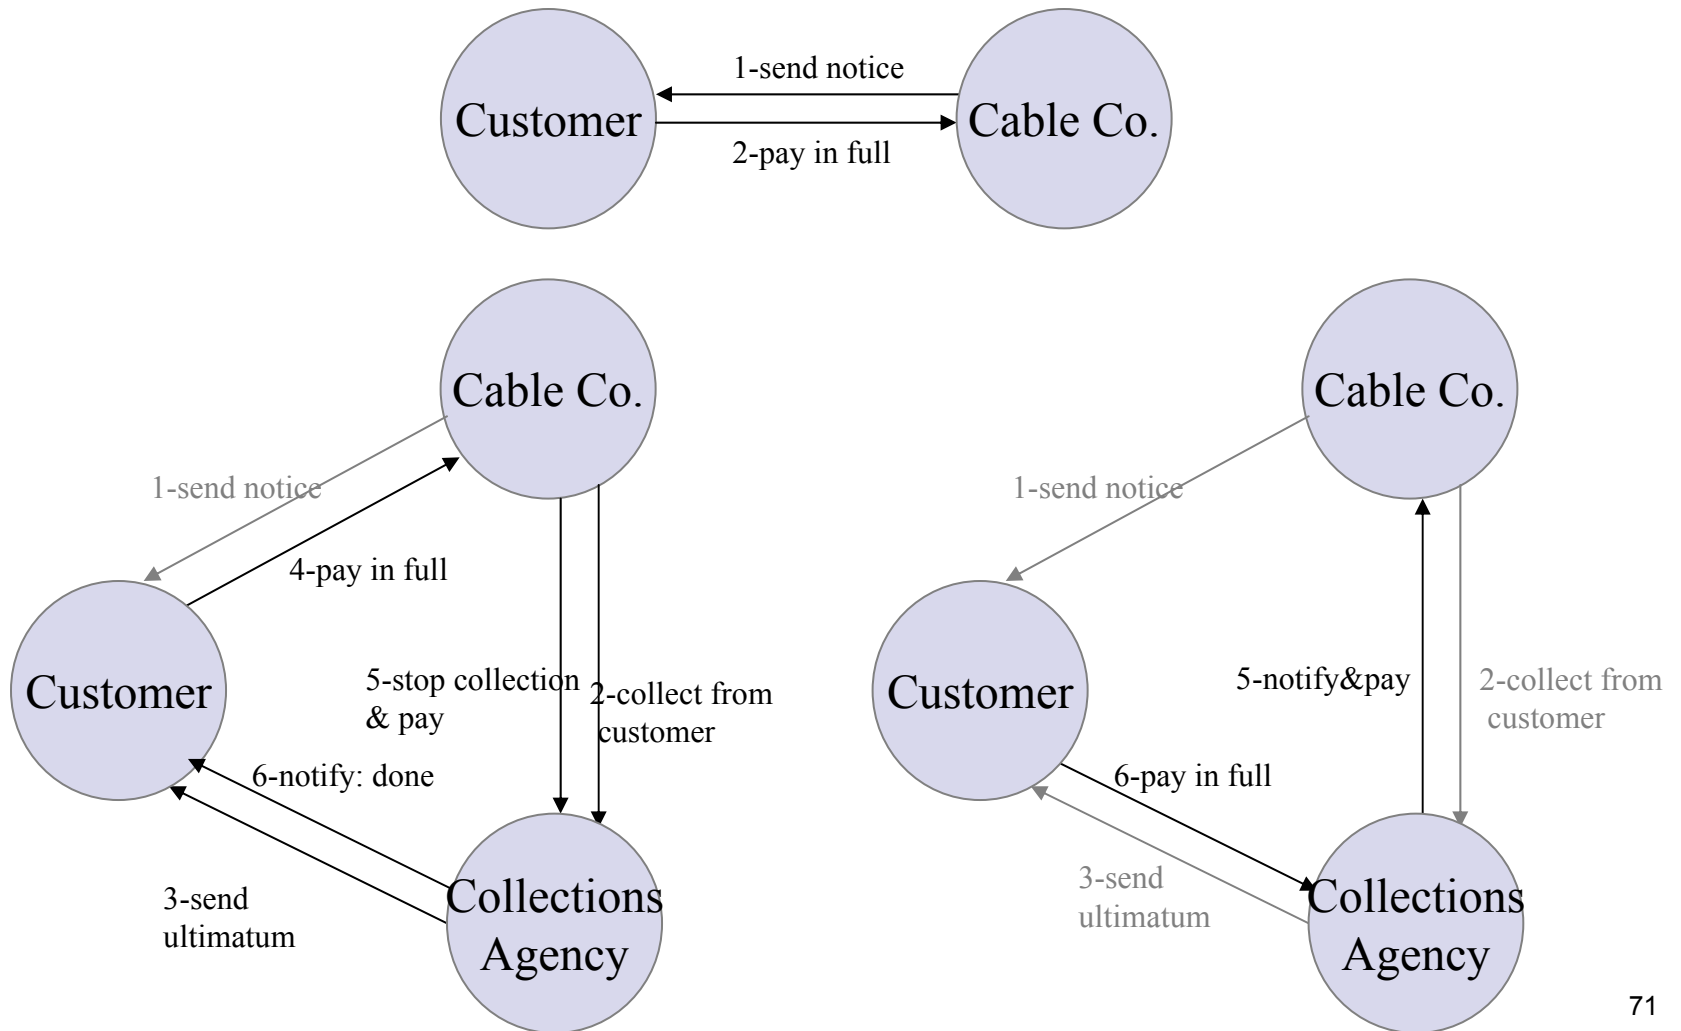 1-send notice
Customer
Cable Co.
2-pay in full
Cable Co.
1-send notice
4-pay in full
Customer
5-stop collection
& pay
2-collect from
customer
6-notify: done
3-send
ultimatum
Collections
Agency
Cable Co.
1-send notice
Customer
5-notify&pay
2-collect from
customer
6-pay in full
3-send
ultimatum
Collections
Agency
71